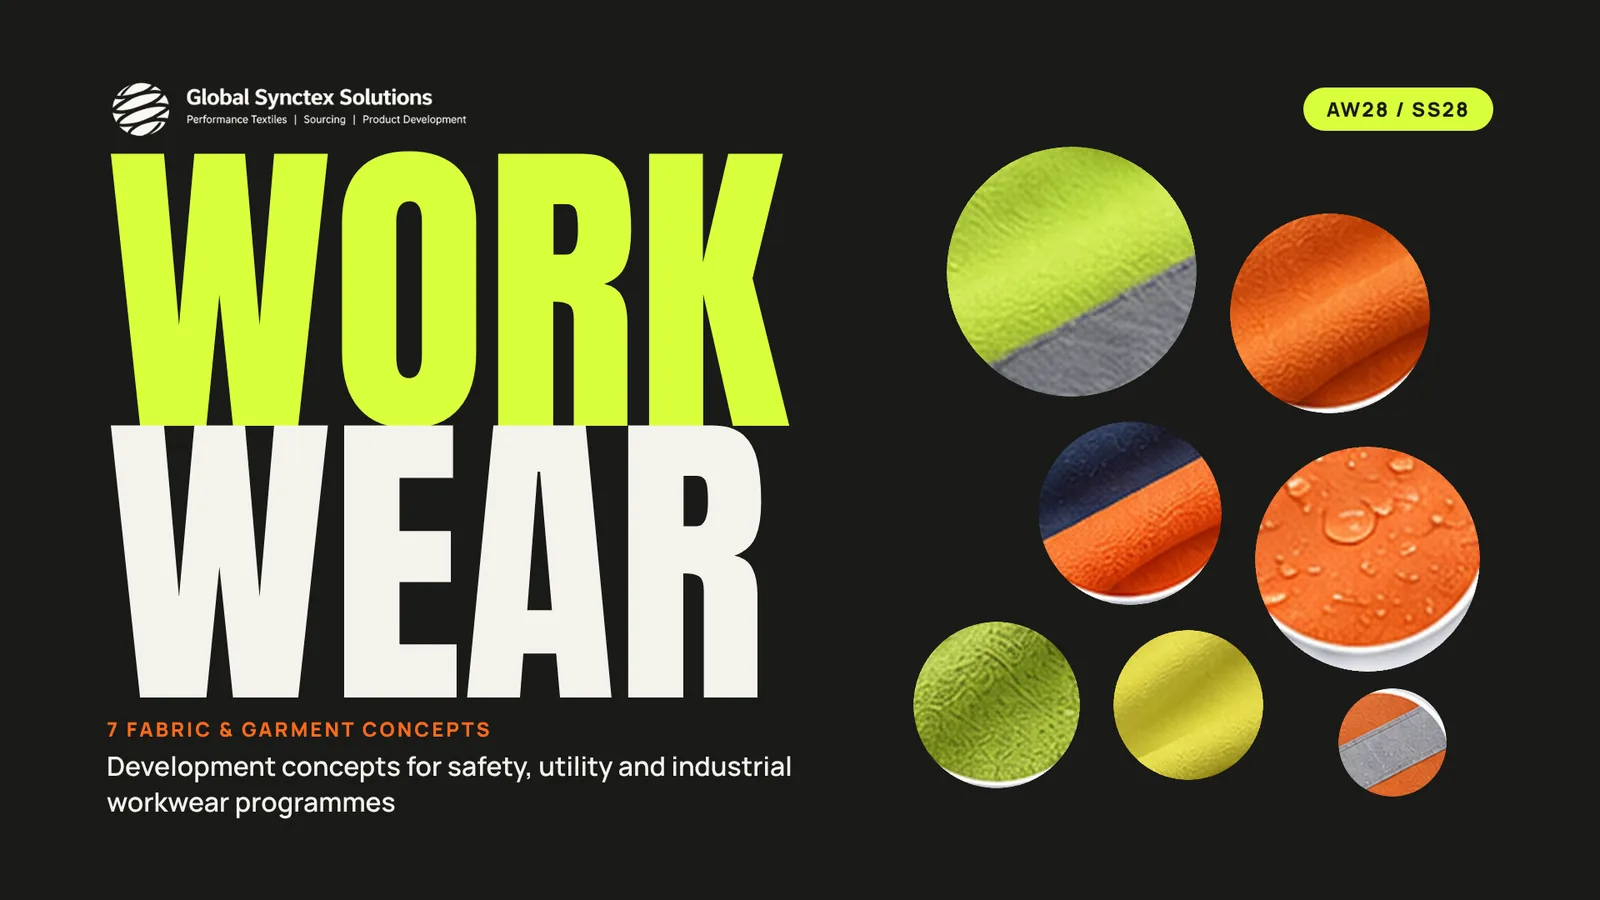 Global Synctex Solutions
Performance Textiles | Sourcing | Product Development
AW28 / SS28
WORK
WEAR
7 FABRIC & GARMENT CONCEPTS
Development concepts for safety, utility and industrial
workwear programmes